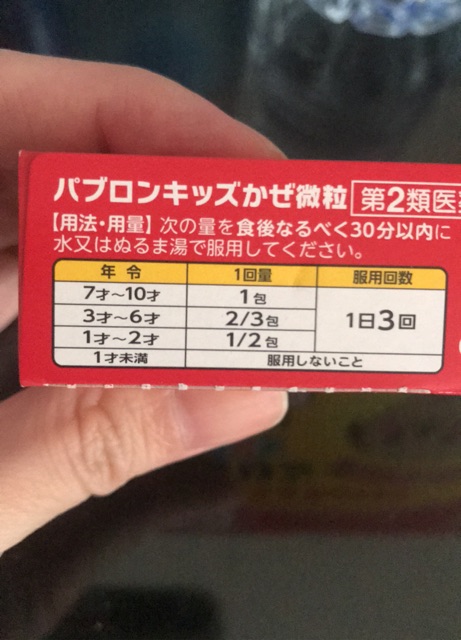 パブロンキッズかぜ微粒 第2類医
【用法・用量】次の量を食後なるべく30分以内に
水又はぬるま湯で服用してください。
年令 1回量 服用回数
7才〜10才 1包
3才〜6才 2/3包 1日3回
1才〜2才 1/2包
1才未満 服用しないこと